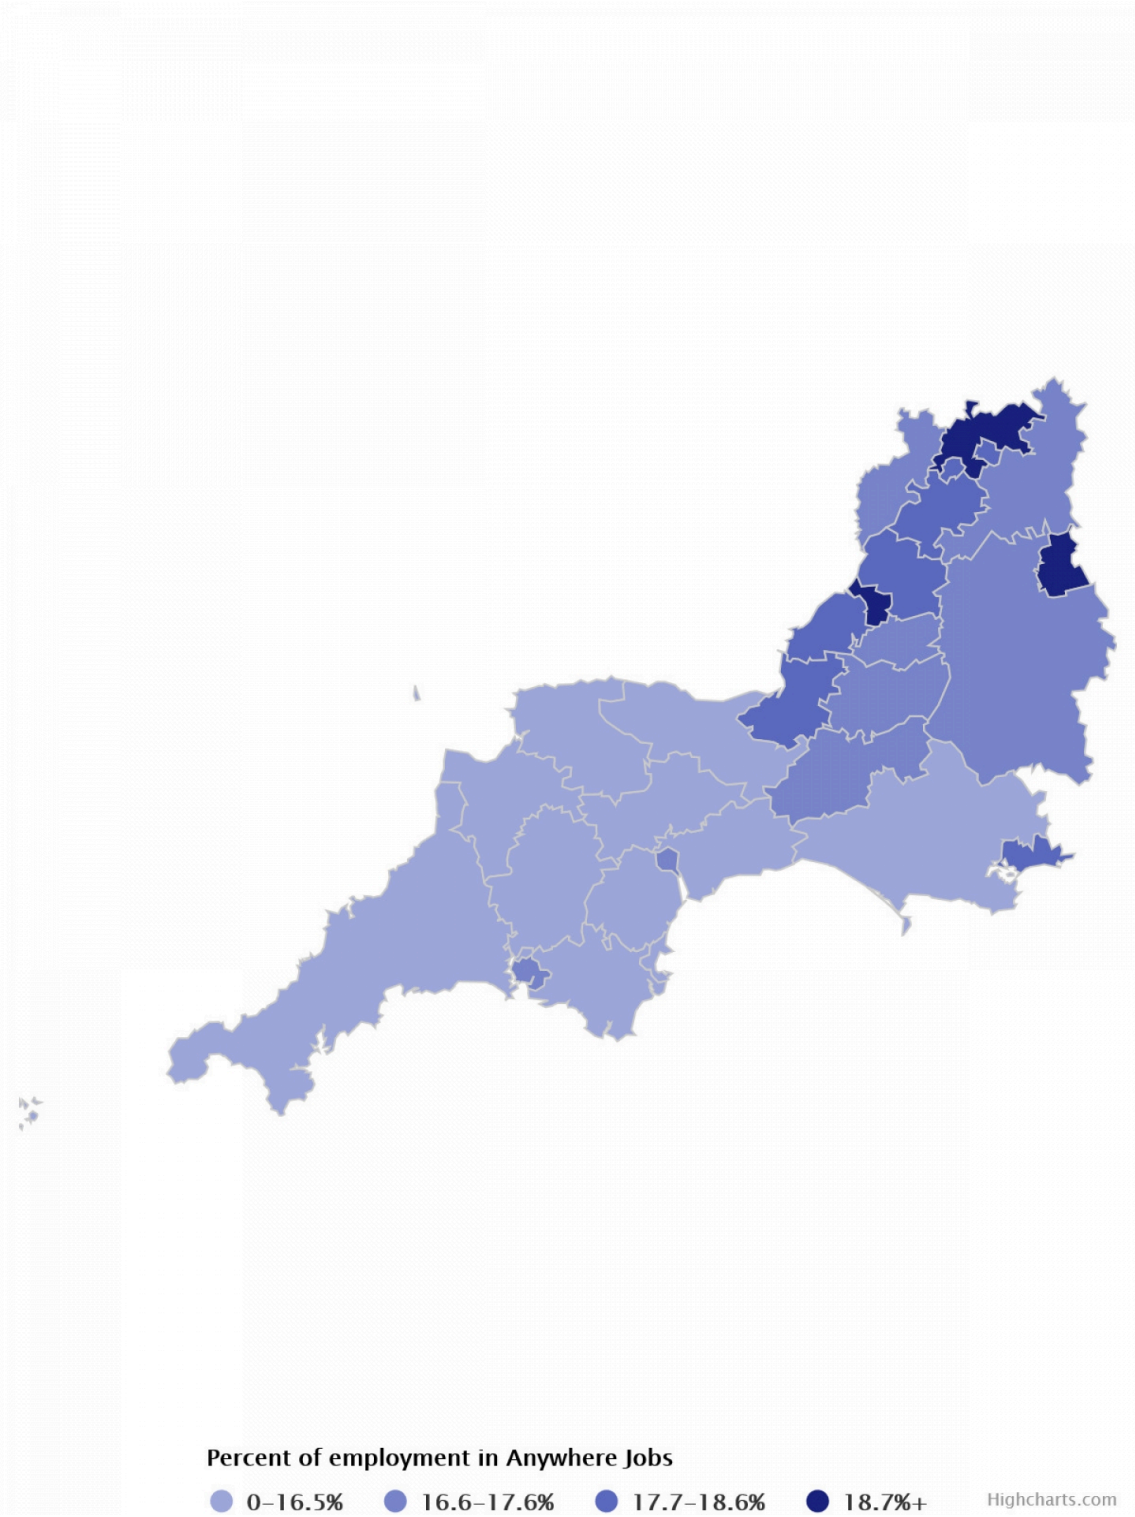 Percent of employment in Anywhere Jobs
0–16.5% 16.6–17.6% 17.7–18.6% 18.7%+
Highcharts.com